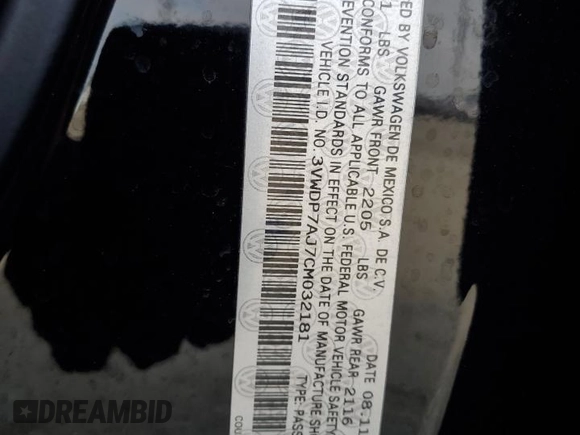 ED BY VOLKSWAGEN DE MEXICO S.A. DE C.V.
DATE 08.11
1 LBS GAWR FRONT 2205 LBS GAWR REAR 2116
CONFORMS TO ALL APPLICABLE U.S. FEDERAL MOTOR VEHICLE SAFETY
EVENTION STANDARDS IN EFFECT ON THE DATE OF MANUFACTURE SH
VEHICLE I.D. NO. 3VWDP7AJ7CM032181 TYPE: PASS
COU
DREAMBID